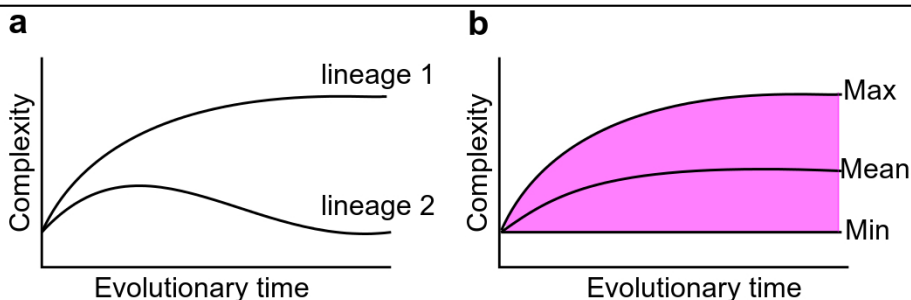 a
lineage 1
lineage 2
Complexity
Evolutionary time
b
Max
Mean
Min
Complexity
Evolutionary time